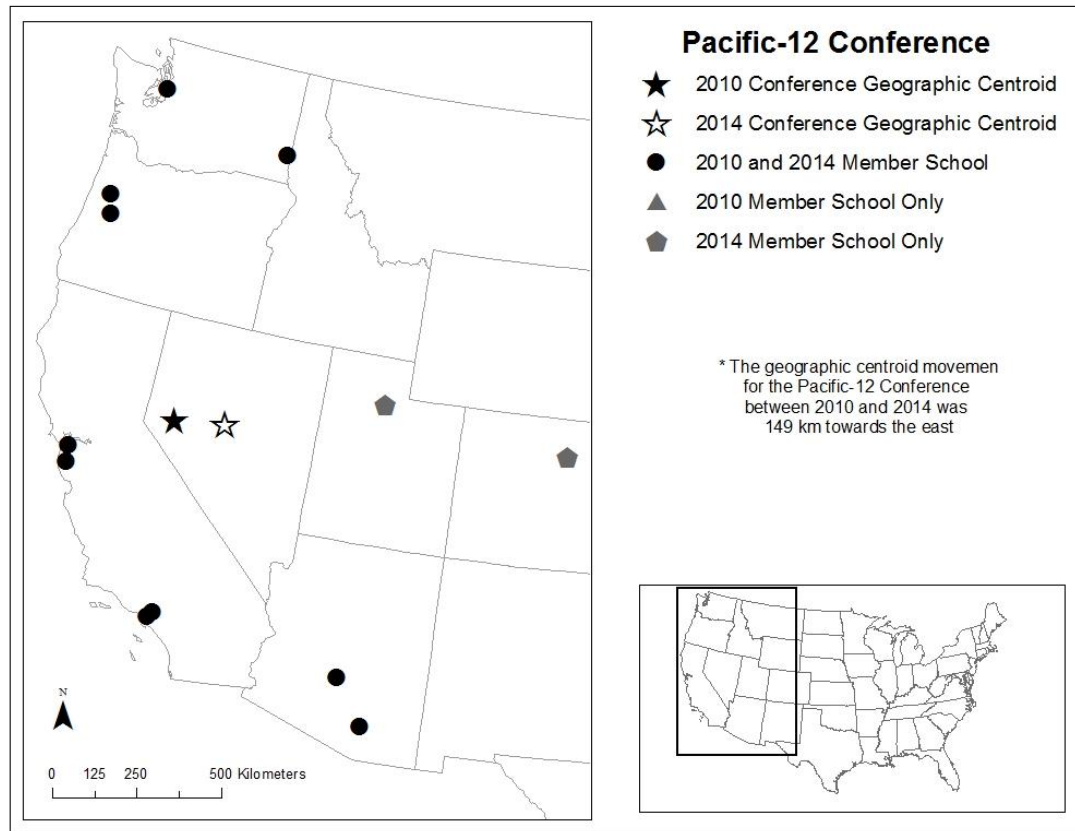 Pacific-12 Conference
2010 Conference Geographic Centroid
2014 Conference Geographic Centroid
2010 and 2014 Member School
2010 Member School Only
2014 Member School Only
* The geographic centroid movemen
for the Pacific-12 Conference
between 2010 and 2014 was
149 km towards the east
N
0 125 250 500 Kilometers